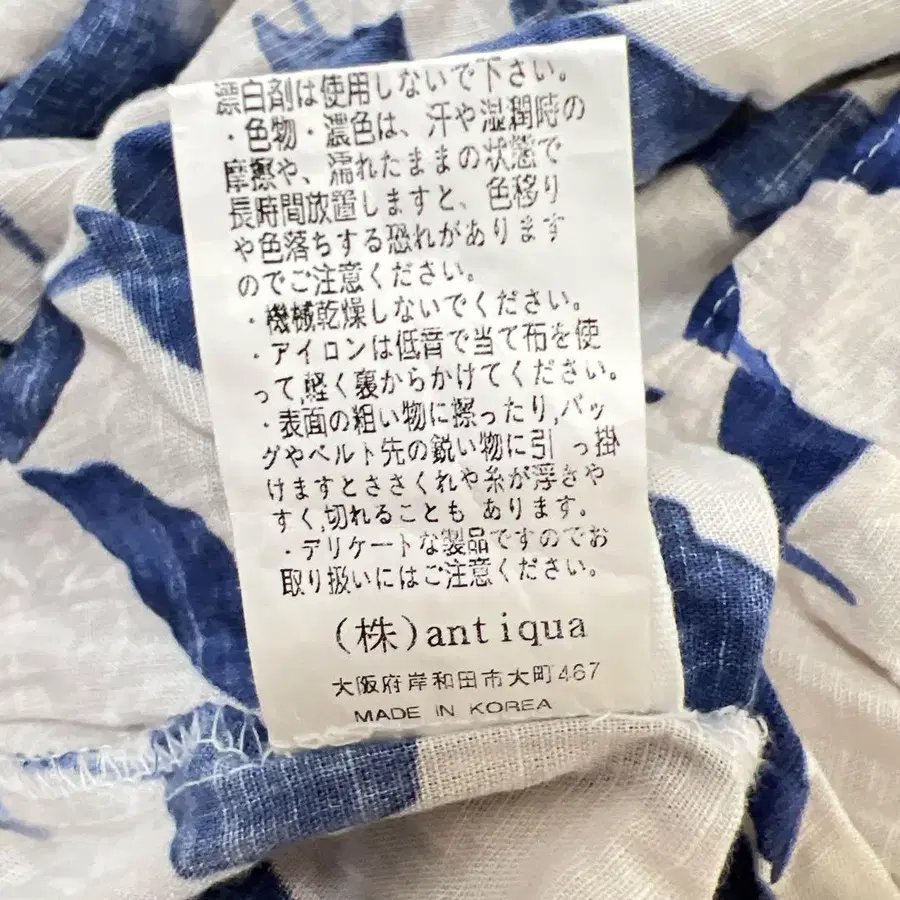 漂白剤は使用しないで下さい。
・色物・濃色は、汗や湿潤時の
摩擦や、濡れたままの状態で
長時間放置しますと、色移り
や色落ちする恐れがあります
のでご注意ください。
・機械乾燥しないでください。
・アイロンは低音で当て布を使
って,軽く裏からかけてください。
・表面の粗い物に擦ったり,バッ
グやベルト先の鋭い物に引っ掛
けますとささくれや糸が浮きや
すく,切れることも あります。
・デリケートな製品ですのでお
取り扱いにはご注意ください。
(株)antiqua
大阪府岸和田市大町467
MADE IN KOREA